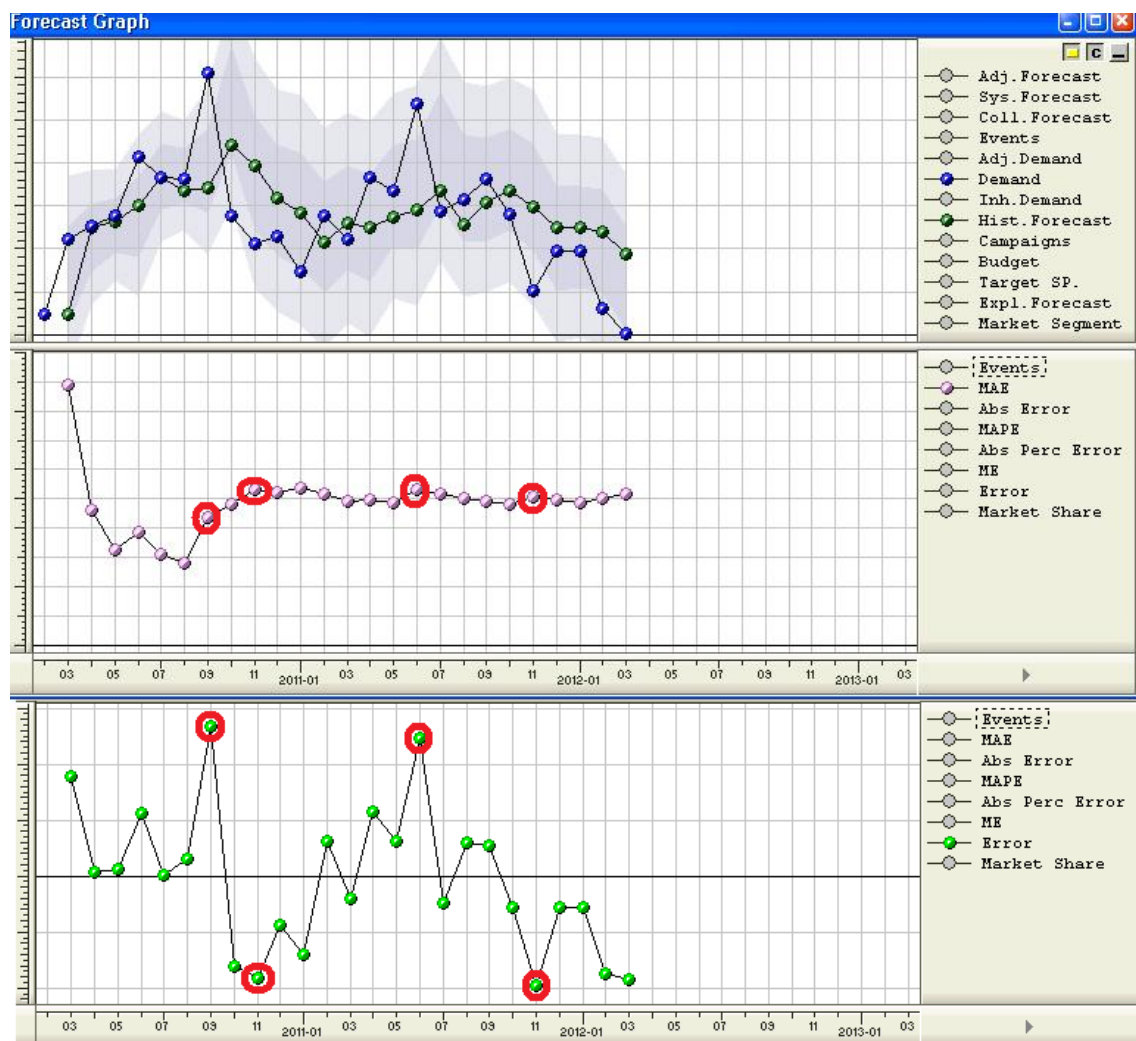 Forecast Graph
C
Adj.Forecast
Sys.Forecast
Coll.Forecast
Events
Adj.Demand
Demand
Inh.Demand
Hist.Forecast
Campaigns
Budget
Target SP.
Expl.Forecast
Market Segment
Events
MAE
Abs Error
MAPE
Abs Perc Error
ME
Error
Market Share
03 05 07 09 11 2011-01 03 05 07 09 11 2012-01 03 05 07 09 11 2013-01 03
Events
MAE
Abs Error
MAPE
Abs Perc Error
ME
Error
Market Share
03 05 07 09 11 2011-01 03 05 07 09 11 2012-01 03 05 07 09 11 2013-01 03